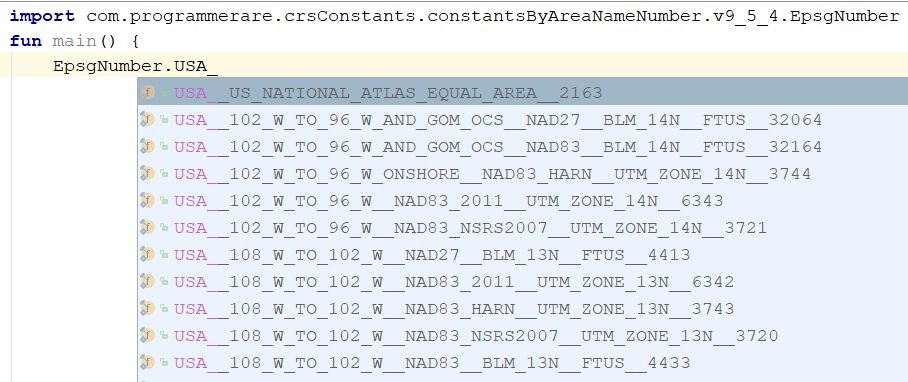 import com.programmerare.crsConstants.constantsByAreaNameNumber.v9_5_4.EpsgNumber
fun main() {
EpsgNumber.USA_
USA__US_NATIONAL_ATLAS_EQUAL_AREA__2163
USA__102_W_TO_96_W_AND_GOM_OCS__NAD27__BLM_14N__FTUS__32064
USA__102_W_TO_96_W_AND_GOM_OCS__NAD83__BLM_14N__FTUS__32164
USA__102_W_TO_96_W_ONSHORE__NAD83_HARN__UTM_ZONE_14N__3744
USA__102_W_TO_96_W__NAD83_2011__UTM_ZONE_14N__6343
USA__102_W_TO_96_W__NAD83_NSRS2007__UTM_ZONE_14N__3721
USA__108_W_TO_102_W__NAD27__BLM_13N__FTUS__4413
USA__108_W_TO_102_W__NAD83_2011__UTM_ZONE_13N__6342
USA__108_W_TO_102_W__NAD83_HARN__UTM_ZONE_13N__3743
USA__108_W_TO_102_W__NAD83_NSRS2007__UTM_ZONE_13N__3720
USA__108_W_TO_102_W__NAD83__BLM_13N__FTUS__4433